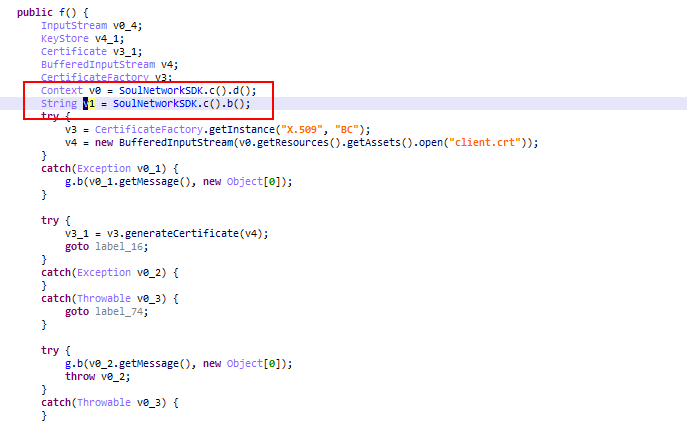 public f() {
InputStream v0_4;
KeyStore v4_1;
Certificate v3_1;
BufferedInputStream v4;
CertificateFactory v3;
Context v0 = SoulNetworkSDK.c().d();
String v1 = SoulNetworkSDK.c().b();
try {
v3 = CertificateFactory.getInstance("X.509", "BC");
v4 = new BufferedInputStream(v0.getResources().getAssets().open("client.crt"));
}
catch(Exception v0_1) {
g.b(v0_1.getMessage(), new Object[0]);
}
try {
v3_1 = v3.generateCertificate(v4);
goto label_16;
}
catch(Exception v0_2) {
}
catch(Throwable v0_3) {
goto label_74;
}
try {
g.b(v0_2.getMessage(), new Object[0]);
throw v0_2;
}
catch(Throwable v0_3) {
}